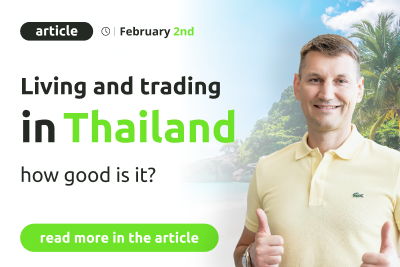 article
February 2nd
Living and trading
in Thailand
how good is it?
read more in the article